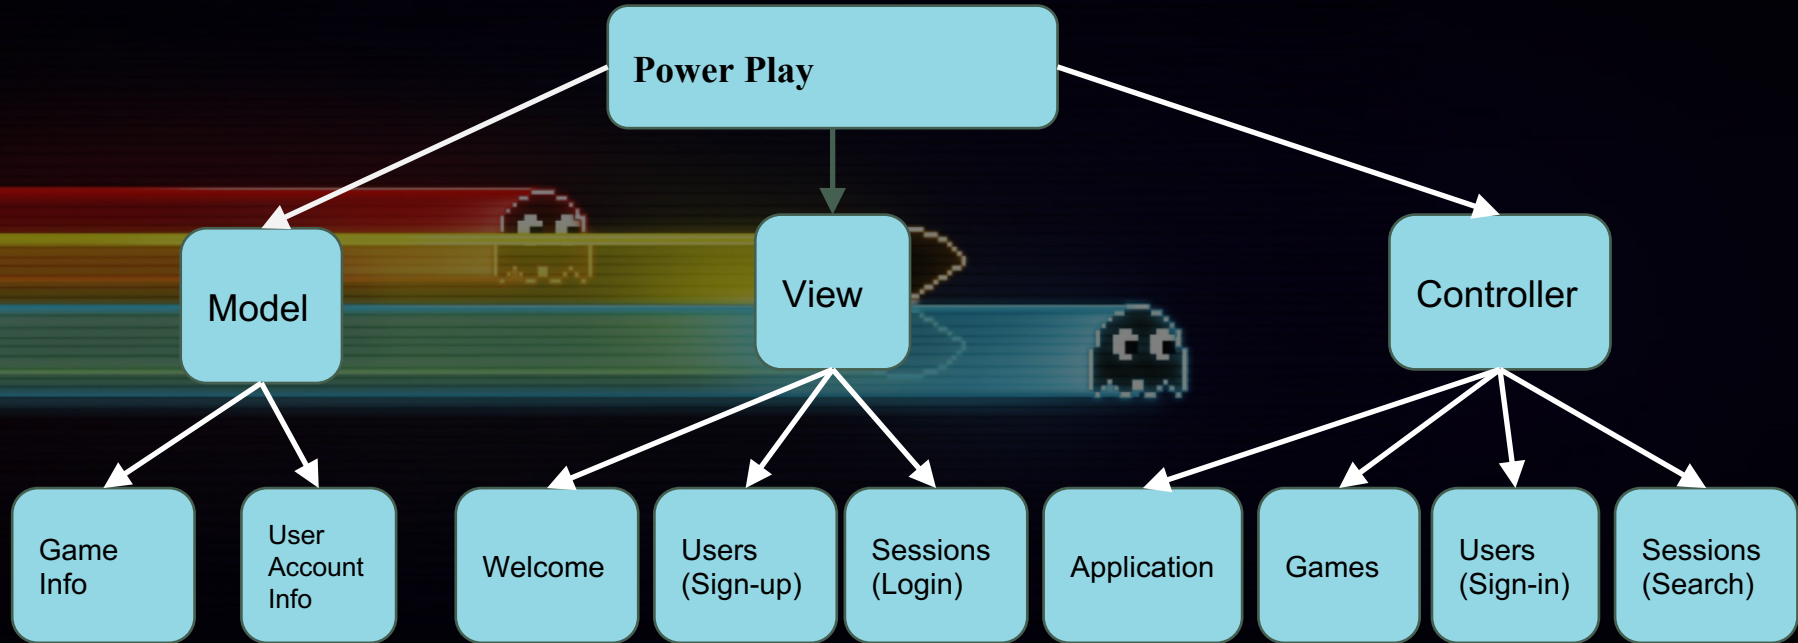 Power Play
Model
View
Controller
Game
Info
User
Account
Info
Welcome
Users
(Sign-up)
Sessions
(Login)
Application
Games
Users
(Sign-in)
Sessions
(Search)